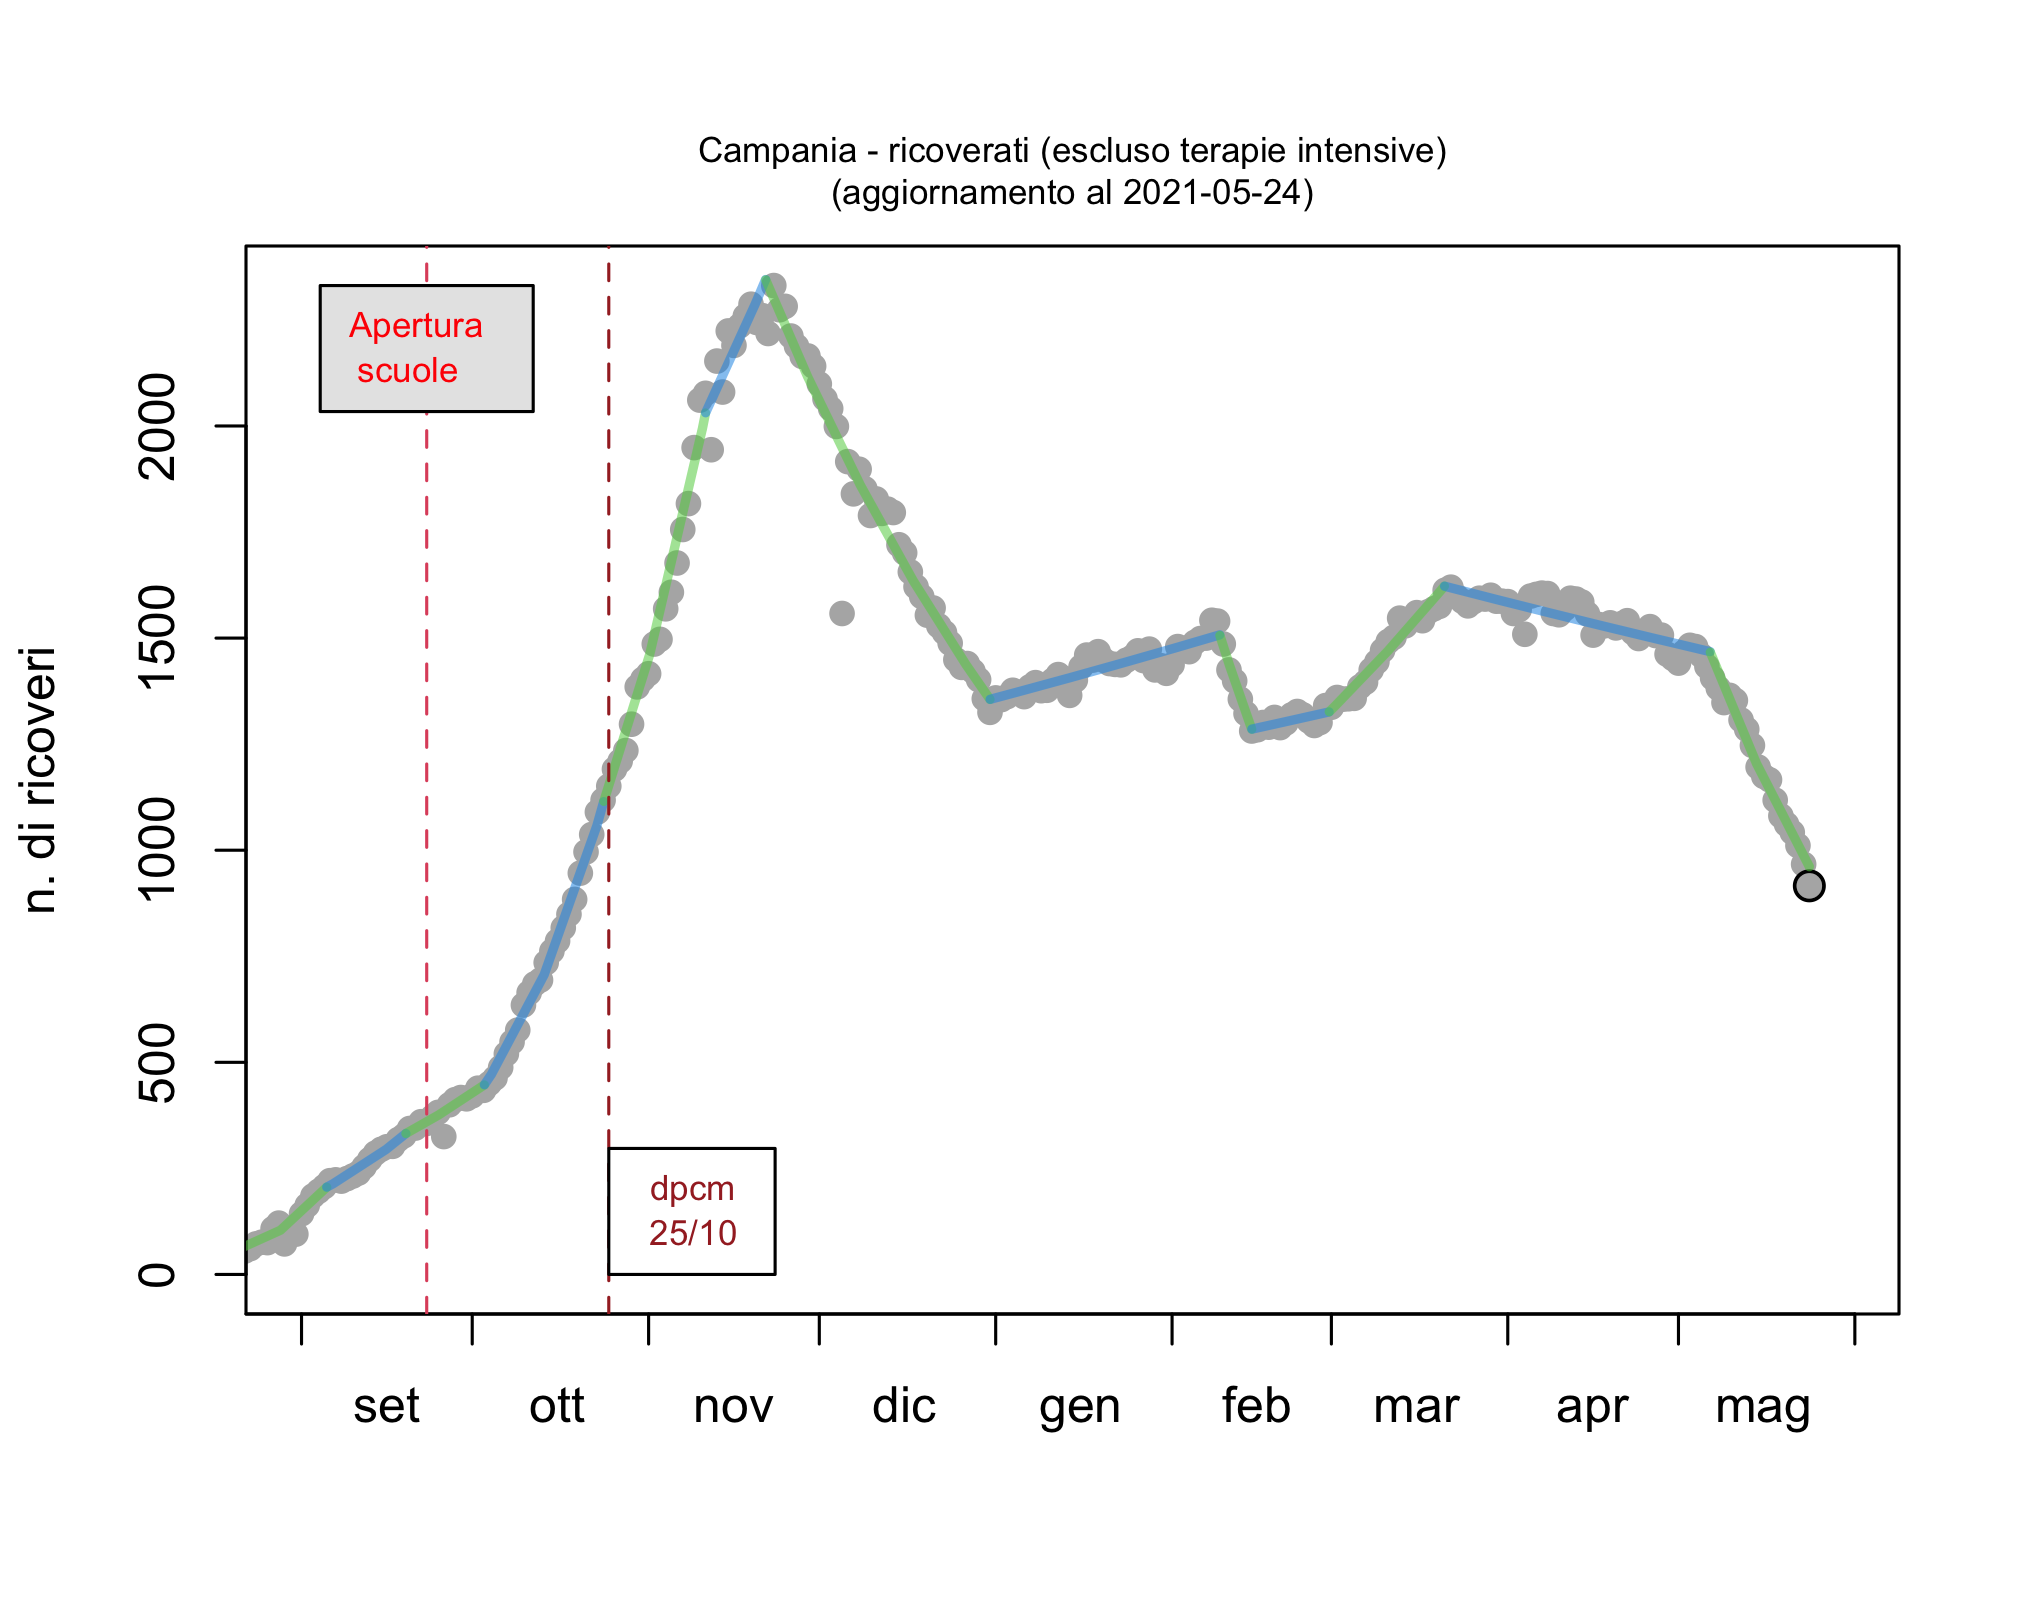 Campania - ricoverati (escluso terapie intensive)
(aggiornamento al 2021-05-24)
Apertura
scuole
dpcm
25/10
n. di ricoveri
2000
1500
1000
500
0
set ott nov dic gen feb mar apr mag